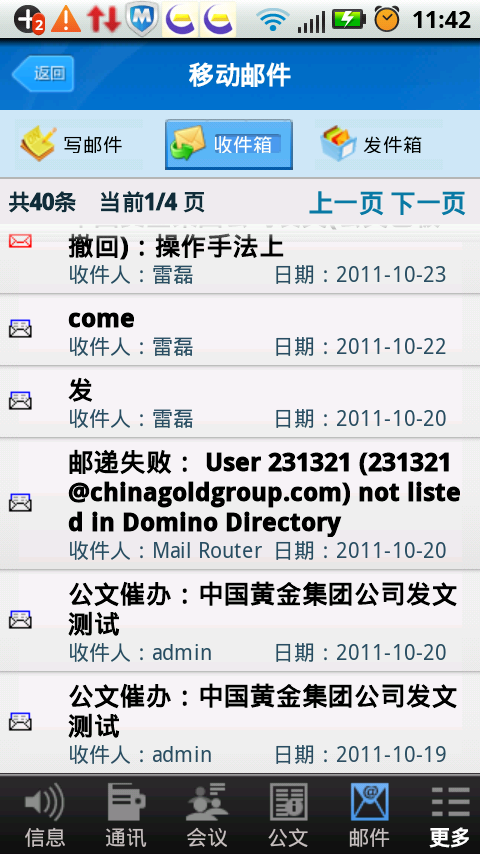 2
M
11:42
返回
移动邮件
写邮件
收件箱
发件箱
共40条 当前1/4 页
上一页 下一页
撤回)：操作手法上
收件人：雷磊 日期：2011-10-23
come
收件人：雷磊 日期：2011-10-22
发
收件人：雷磊 日期：2011-10-20
邮递失败： User 231321 (231321
@chinagoldgroup.com) not liste
d in Domino Directory
收件人：Mail Router 日期：2011-10-20
公文催办：中国黄金集团公司发文
测试
收件人：admin 日期：2011-10-20
公文催办：中国黄金集团公司发文
测试
收件人：admin 日期：2011-10-19
信息
通讯
会议
公文
邮件
更多